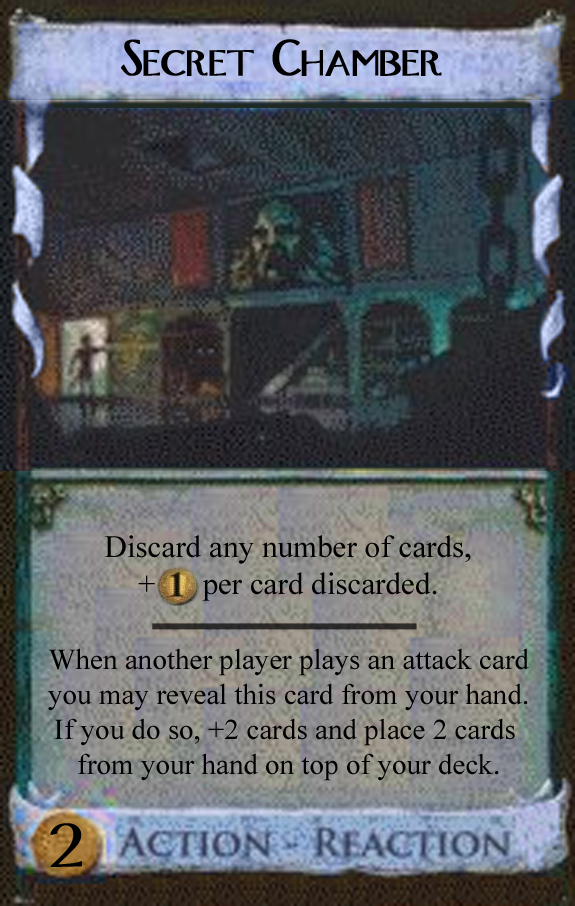 Secret Chamber
Discard any number of cards,
+1 per card discarded.
When another player plays an attack card
you may reveal this card from your hand.
If you do so, +2 cards and place 2 cards
from your hand on top of your deck.
2 Action - Reaction